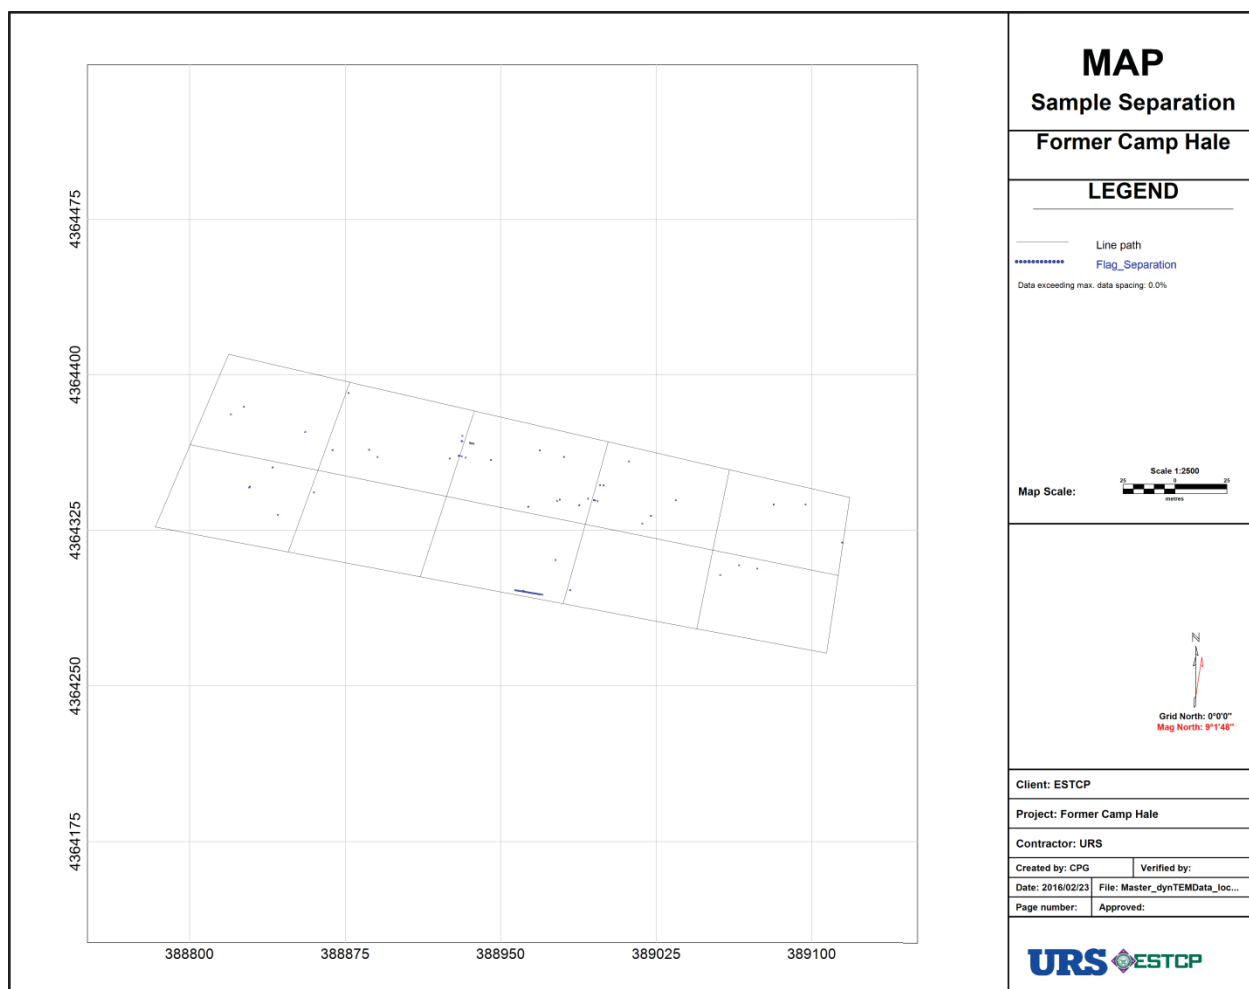 MAP
Sample Separation
Former Camp Hale
LEGEND
Line path
Flag_Separation
Data exceeding max. data spacing: 0.0%
Scale 1:2500
25 0 25
metres
Map Scale:
N
Grid North: 0°0'0"
Mag North: 9°1'48"
Client: ESTCP
Project: Former Camp Hale
Contractor: URS
Created by: CPG
Verified by:
Date: 2016/02/23
File: Master_dynTEMData_loc...
Page number:
Approved:
URS
ESTCP
4364475
4364400
4364325
4364250
4364175
388800 388875 388950 389025 389100